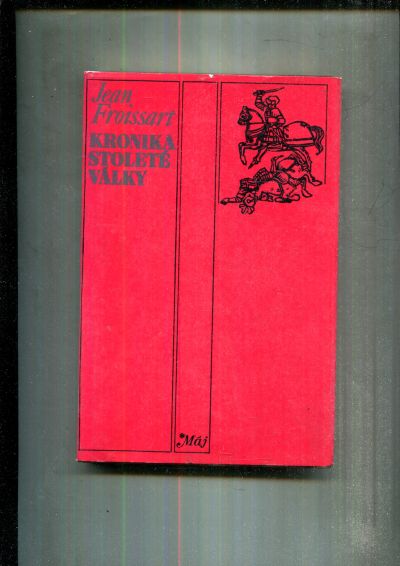 Jean
Froissart
KRONIKA
STOLETÉ
VÁLKY
Máj